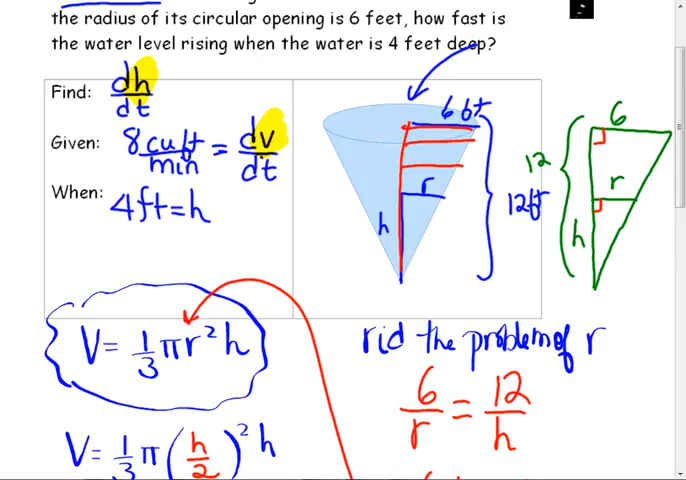 the radius of its circular opening is 6 feet, how fast is
the water level rising when the water is 4 feet deep?
Find: dh/dt
Given: 8 cu ft/min = dv/dt
When: 4ft = h
6 ft
r
h
12ft
6
12
r
h
V = 1/3 πr²h
rid the problem of r
6/r = 12/h
V = 1/3 π(h/2)² h